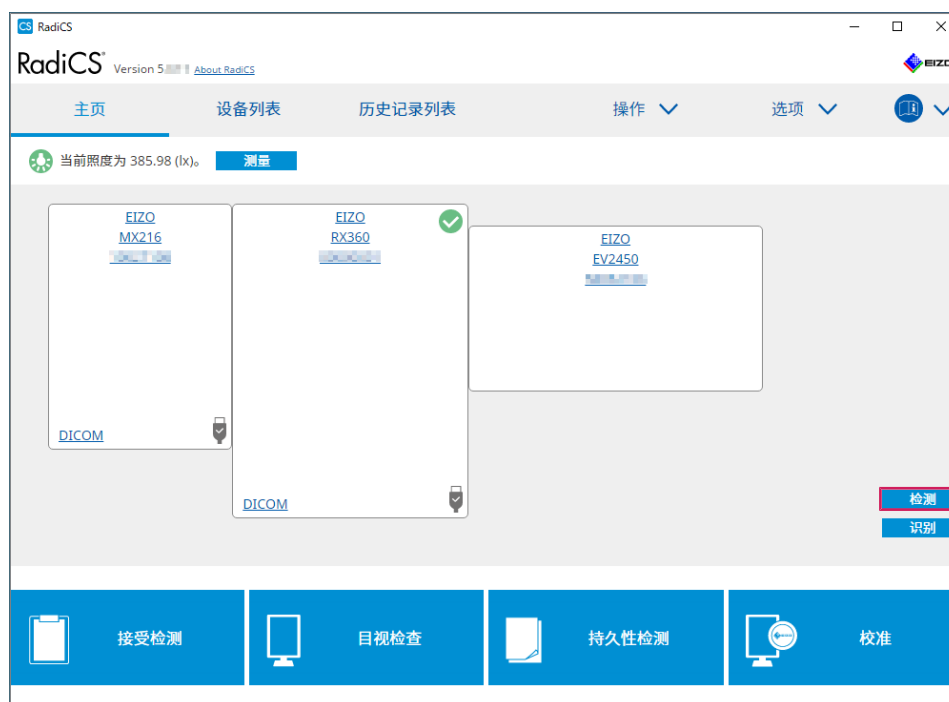 CS RadiCS
RadiCS Version 5. About RadiCS
EIZO
主页 设备列表 历史记录列表 操作 选项
当前照度为 385.98 (lx)。 测量
EIZO
MX216
DICOM
EIZO
RX360
DICOM
EIZO
EV2450
检测
识别
接受检测 目视检查 持久性检测 校准